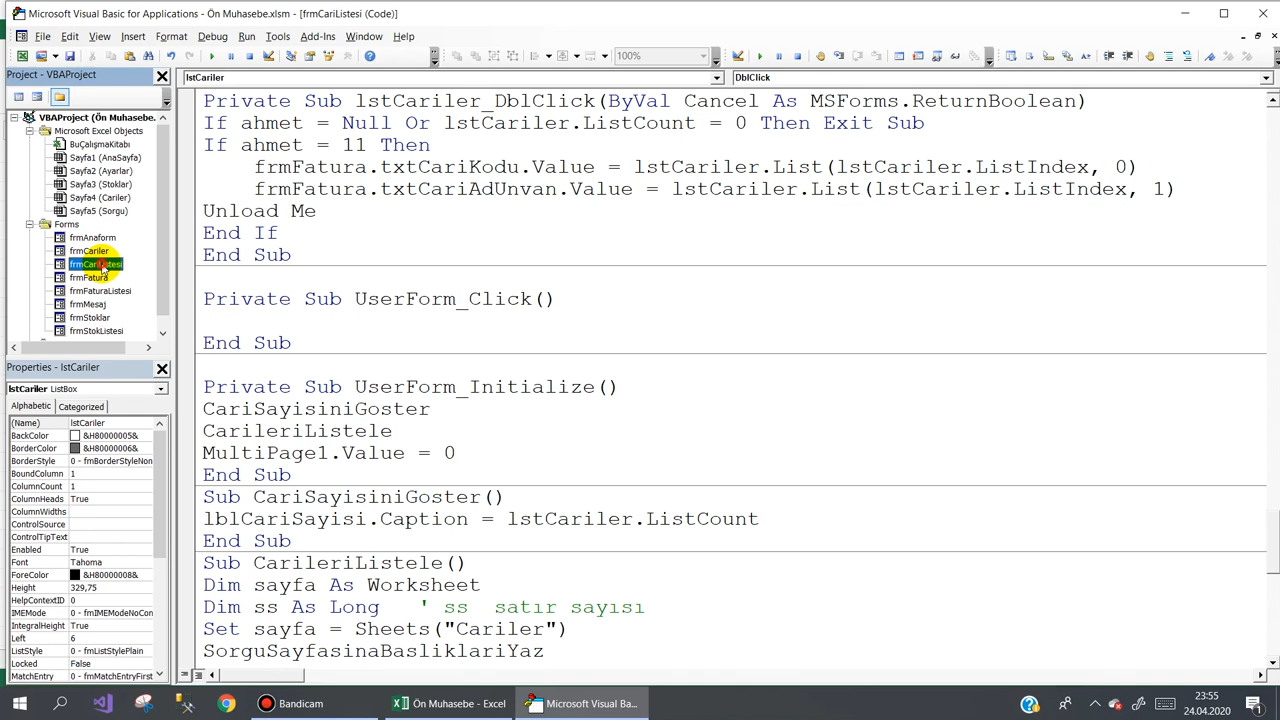 Microsoft Visual Basic for Applications - Ön Muhasebe.xlsm - [frmCariListesi (Code)]
File Edit View Insert Format Debug Run Tools Add-Ins Window Help
100%
Project - VBAProject
lstCariler
DblClick
VBAProject (Ön Muhasebe.
Microsoft Excel Objects
BuÇalışmaKitabı
Sayfa1 (AnaSayfa)
Sayfa2 (Ayarlar)
Sayfa3 (Stoklar)
Sayfa4 (Cariler)
Sayfa5 (Sorgu)
Forms
frmAnaform
frmCariler
frmCariListesi
frmFatura
frmFaturaListesi
frmMesaj
frmStoklar
frmStokListesi
Properties - lstCariler
lstCariler ListBox
Alphabetic Categorized
(Name) lstCariler
BackColor &H80000005&
BorderColor &H80000006&
BorderStyle 0 - fmBorderStyleNon
BoundColumn 1
ColumnCount 1
ColumnHeads True
ColumnWidths
ControlSource
ControlTipText
Enabled True
Font Tahoma
ForeColor &H80000008&
Height 329,75
HelpContextID 0
IMEMode 0 - fmIMEModeNoCon
IntegralHeight True
Left 6
ListStyle 0 - fmListStylePlain
Locked False
MatchEntry 0 - fmMatchEntryFirst
Private Sub lstCariler_DblClick(ByVal Cancel As MSForms.ReturnBoolean)
If ahmet = Null Or lstCariler.ListCount = 0 Then Exit Sub
If ahmet = 11 Then
frmFatura.txtCariKodu.Value = lstCariler.List(lstCariler.ListIndex, 0)
frmFatura.txtCariAdUnvan.Value = lstCariler.List(lstCariler.ListIndex, 1)
Unload Me
End If
End Sub
Private Sub UserForm_Click()
End Sub
Private Sub UserForm_Initialize()
CariSayisiniGoster
CarileriListele
MultiPage1.Value = 0
End Sub
Sub CariSayisiniGoster()
lblCariSayisi.Caption = lstCariler.ListCount
End Sub
Sub CarileriListele()
Dim sayfa As Worksheet
Dim ss As Long ' ss satır sayısı
Set sayfa = Sheets("Cariler")
SorguSayfasinaBasliklariYaz
Bandicam
Ön Muhasebe - Excel
Microsoft Visual Ba...
23:55
24.04.2020